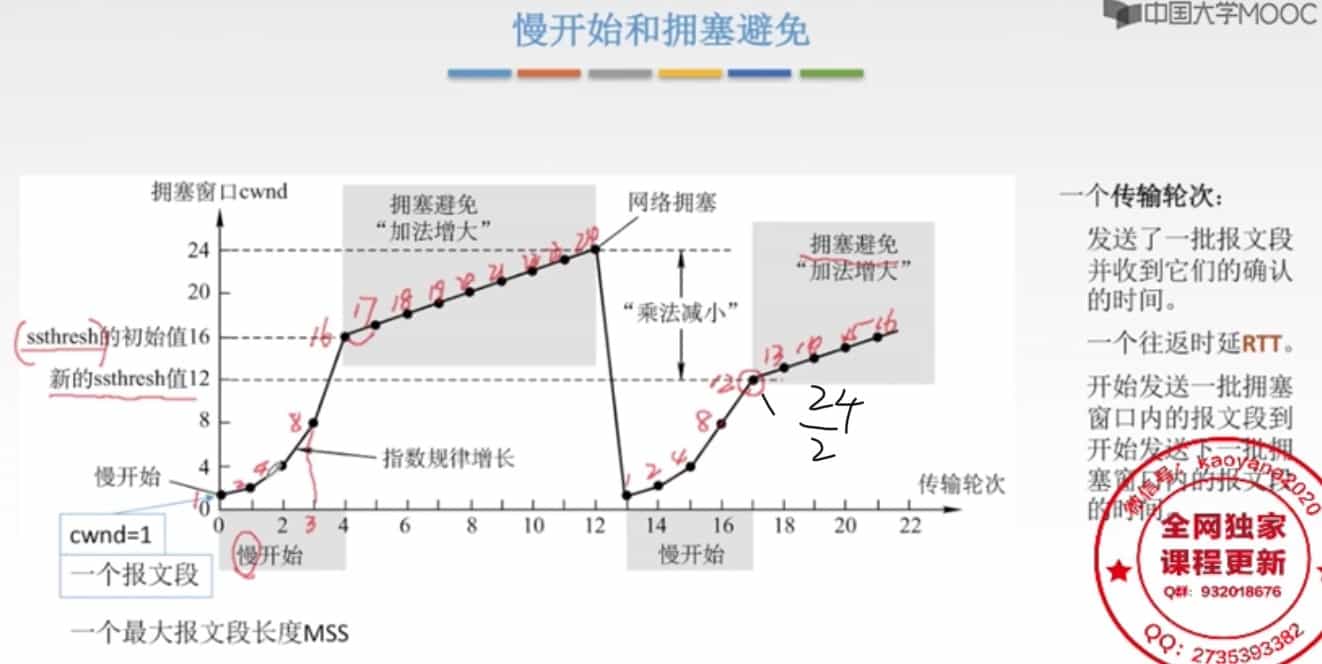 慢开始和拥塞避免
中国大学MOOC
拥塞窗口cwnd
24
20
ssthresh的初始值16
新的ssthresh值12
8
4
0
慢开始
cwnd=1
一个报文段
一个最大报文段长度MSS
拥塞避免
“加法增大”
网络拥塞
“乘法减小”
拥塞避免
“加法增大”
指数规律增长
传输轮次
0 2 4 6 8 10 12 14 16 18 20 22
慢开始
慢开始
1 2 4 8 16 17 18 19 20 21
3
1 2 4 8 12 13 15 16
24
2
一个传输轮次：
发送了一批报文段
并收到它们的确认
的时间。
一个往返时延RTT。
开始发送一批拥塞
窗口内的报文段到
开始发送下一批拥
塞窗口内的报文段
的时间。
微信号：kaoyang2020
全网独家
课程更新
Q群：932018676
QQ：2735393382